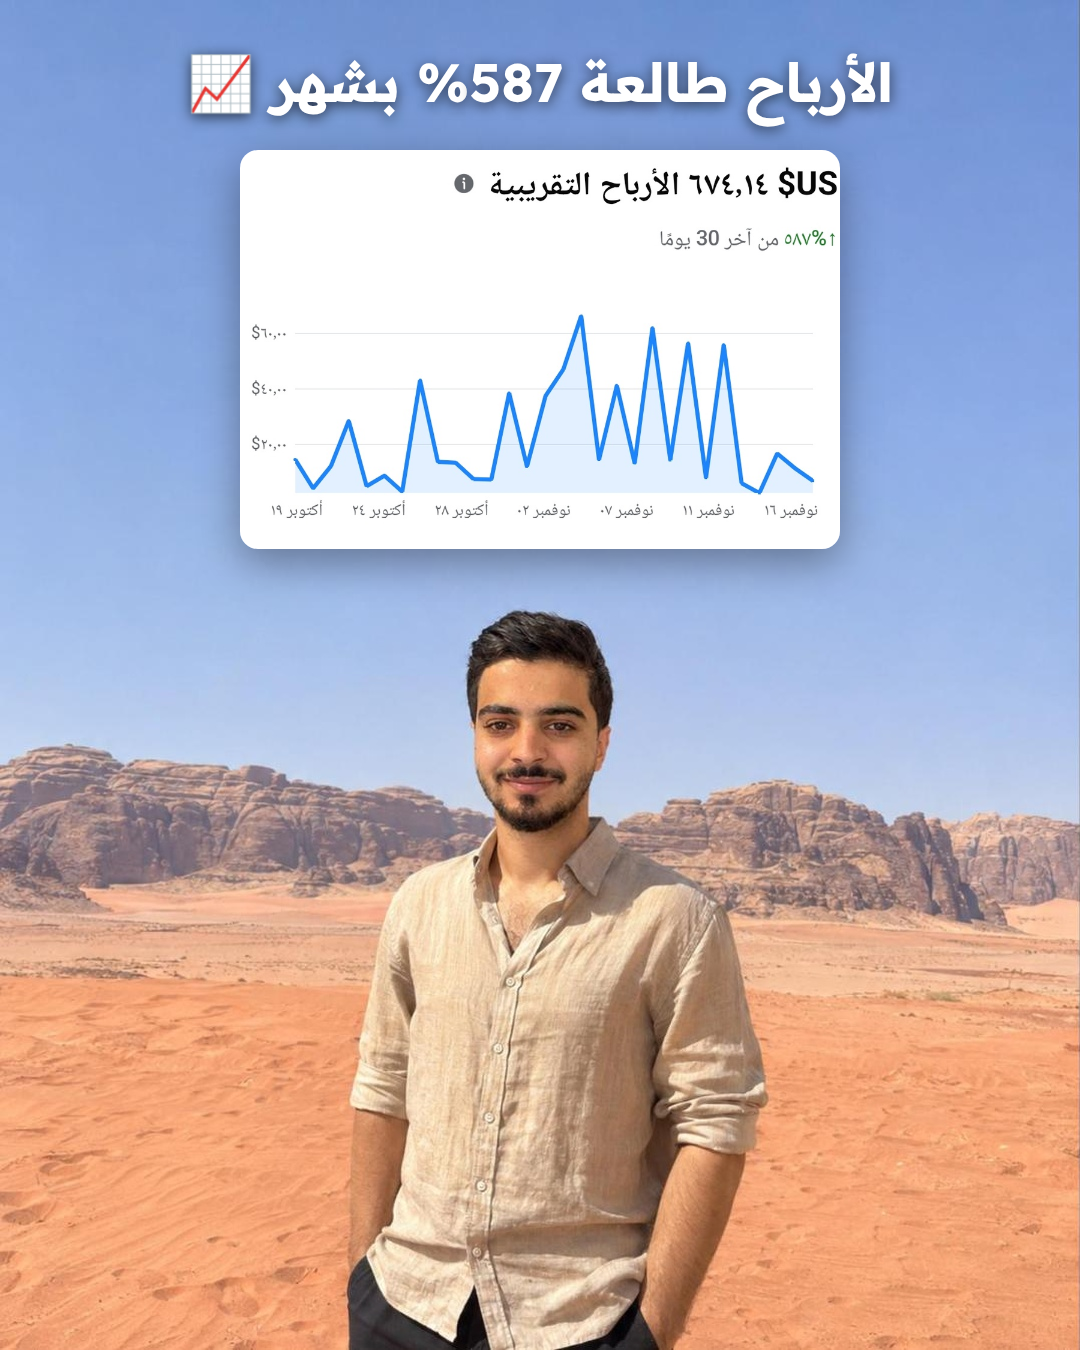 الأرباح طالعة 587% بشهر 📈
US$ ٦٧٤,١٤ الأرباح التقريبية
↑٥٨٧% من آخر 30 يومًا
$٦٠,٠٠
$٤٠,٠٠
$٢٠,٠٠
أكتوبر ١٩ أكتوبر ٢٤ أكتوبر ٢٨ نوفمبر ٠٢ نوفمبر ٠٧ نوفمبر ١١ نوفمبر ١٦